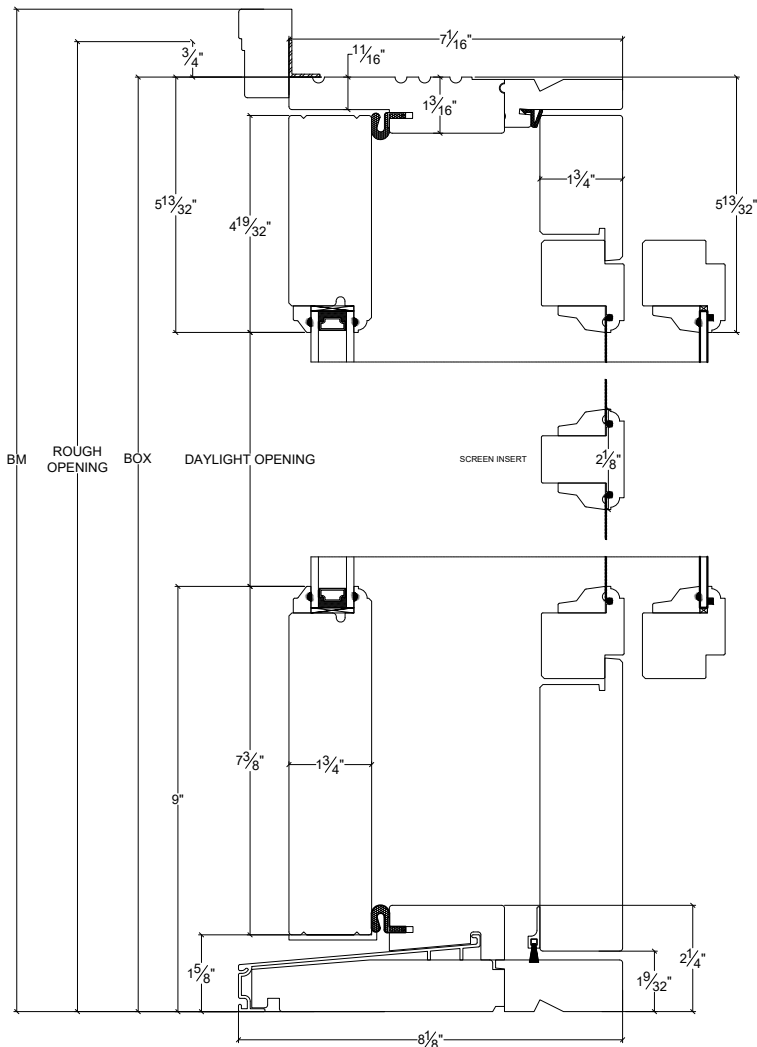 3/4"
11/16"
7 1/16"
1 3/16"
5 13/32"
4 19/32"
1 3/4"
5 13/32"
BM
ROUGH
OPENING
BOX
DAYLIGHT OPENING
SCREEN INSERT
2 1/8"
7 3/8"
1 3/4"
9"
1 5/8"
2 1/4"
1 9/32"
8 1/8"